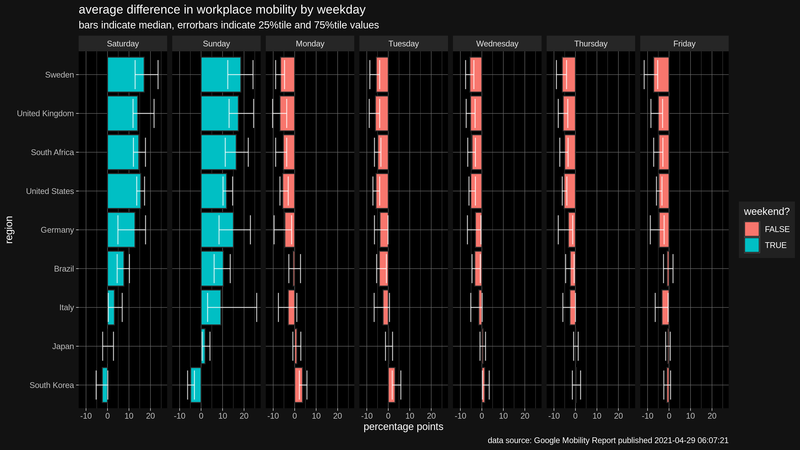 average difference in workplace mobility by weekday
bars indicate median, errorbars indicate 25%tile and 75%tile values
Saturday Sunday Monday Tuesday Wednesday Thursday Friday
Sweden
United Kingdom
South Africa
United States
Germany
Brazil
Italy
Japan
South Korea
region
-10 0 10 20 -10 0 10 20 -10 0 10 20 -10 0 10 20 -10 0 10 20 -10 0 10 20 -10 0 10 20
percentage points
weekend?
FALSE
TRUE
data source: Google Mobility Report published 2021-04-29 06:07:21